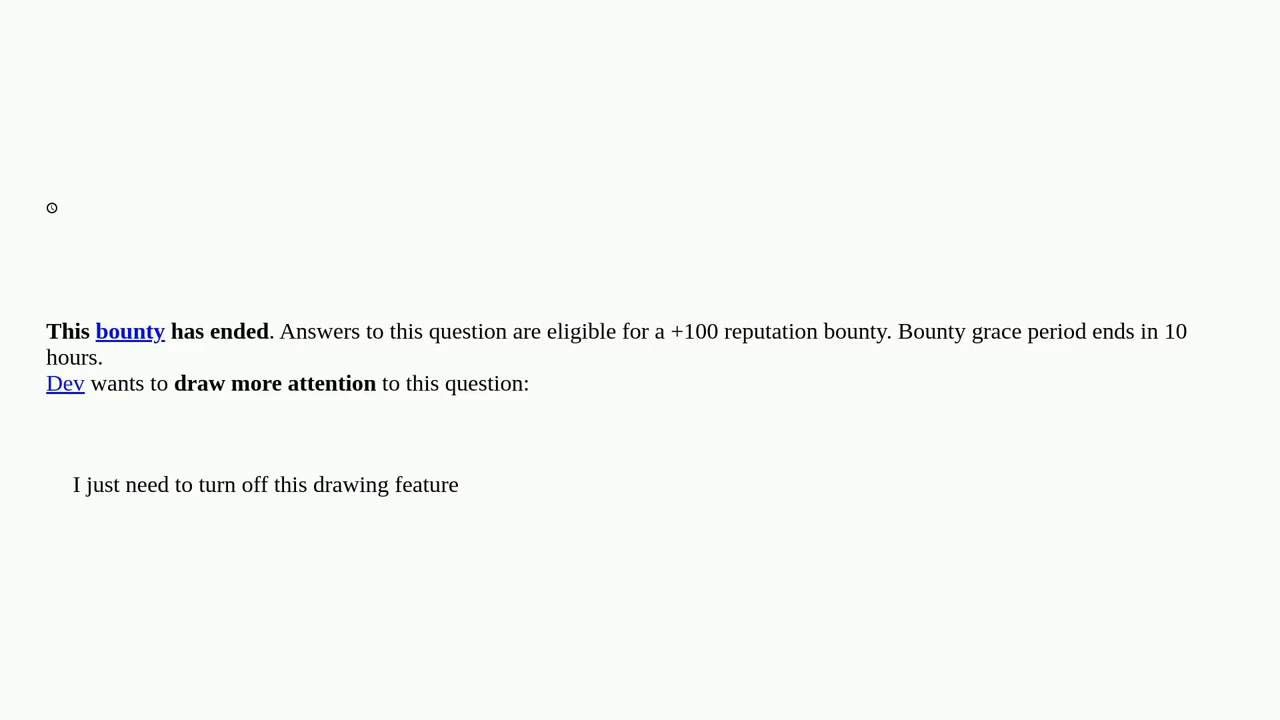 This bounty has ended. Answers to this question are eligible for a +100 reputation bounty. Bounty grace period ends in 10
hours.
Dev wants to draw more attention to this question:
I just need to turn off this drawing feature